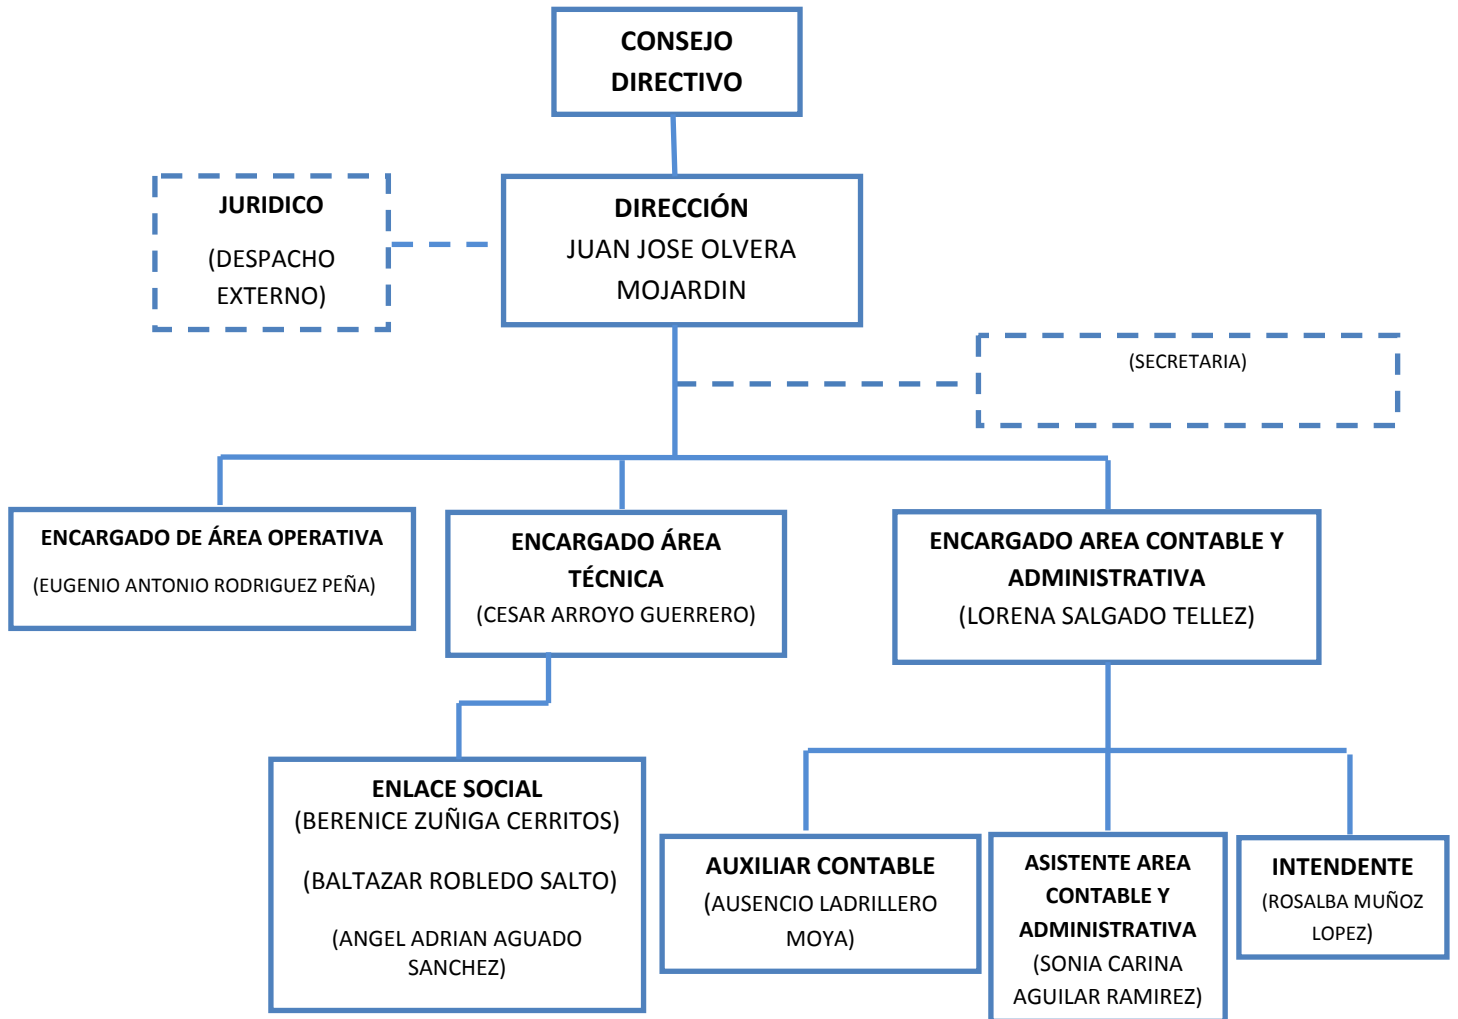 CONSEJO
DIRECTIVO
JURIDICO
(DESPACHO
EXTERNO)
DIRECCIÓN
JUAN JOSE OLVERA
MOJARDIN
(SECRETARIA)
ENCARGADO DE ÁREA OPERATIVA
(EUGENIO ANTONIO RODRIGUEZ PEÑA)
ENCARGADO ÁREA
TÉCNICA
(CESAR ARROYO GUERRERO)
ENCARGADO AREA CONTABLE Y
ADMINISTRATIVA
(LORENA SALGADO TELLEZ)
ENLACE SOCIAL
(BERENICE ZUÑIGA CERRITOS)
(BALTAZAR ROBLEDO SALTO)
(ANGEL ADRIAN AGUADO
SANCHEZ)
AUXILIAR CONTABLE
(AUSENCIO LADRILLERO
MOYA)
ASISTENTE AREA
CONTABLE Y
ADMINISTRATIVA
(SONIA CARINA
AGUILAR RAMIREZ)
INTENDENTE
(ROSALBA MUÑOZ
LOPEZ)